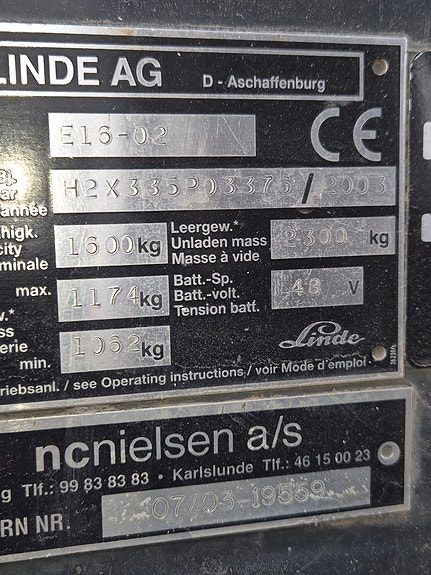 LINDE AG D - Aschaffenburg
E16-02 CE
H2X335P03376 / 2003
année
1600 kg Leergew.* Unladen mass Masse à vide 2300 kg
max. 1174 kg Batt.-Sp. Batt.-volt. Tension batt. 48 V
min. 1062 kg Linde
riebsanl. / see Operating instructions / voir Mode d'emploi
ncnielsen a/s
g Tlf.: 99 83 83 83 • Karlslunde Tlf.: 46 15 00 23
RN NR. 07/03-19559